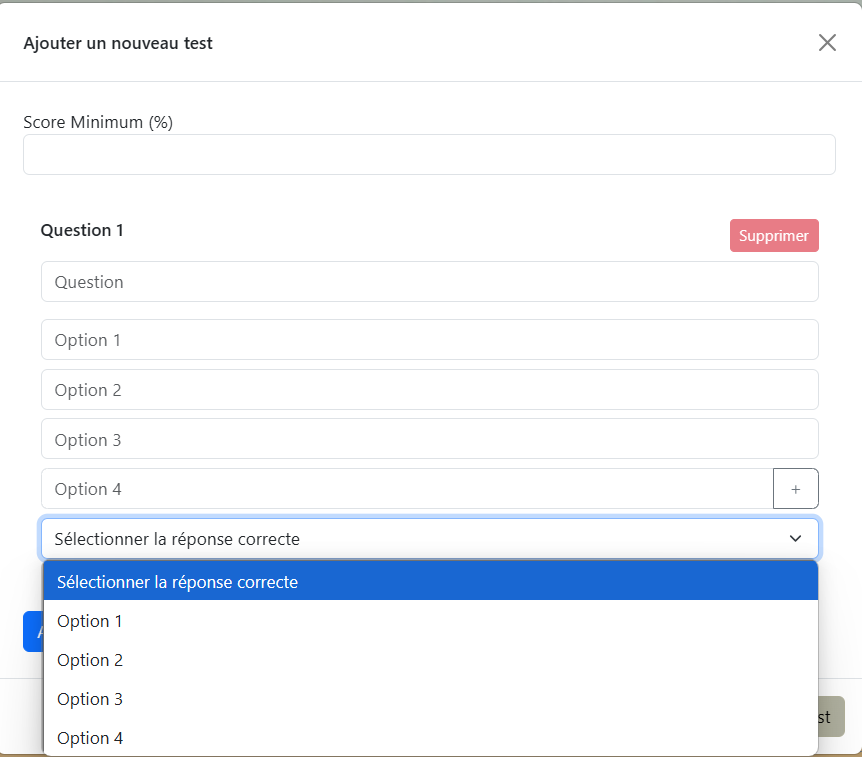 Ajouter un nouveau test
Score Minimum (%)
Question 1
Supprimer
Question
Option 1
Option 2
Option 3
Option 4
+
Sélectionner la réponse correcte
Sélectionner la réponse correcte
Option 1
Option 2
Option 3
Option 4